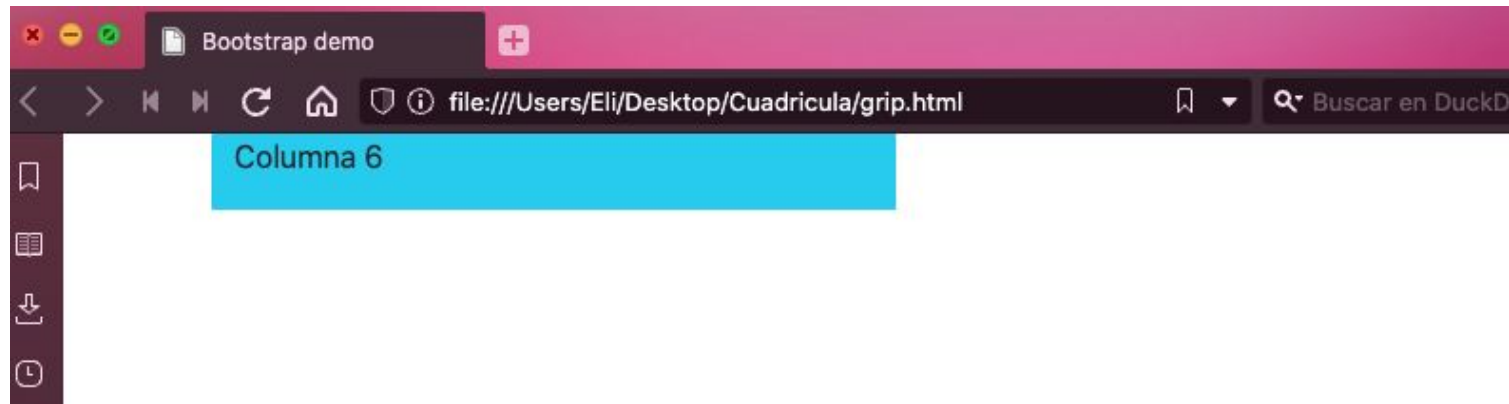 Bootstrap demo
file:///Users/Eli/Desktop/Cuadricula/grip.html
Buscar en DuckD
Columna 6